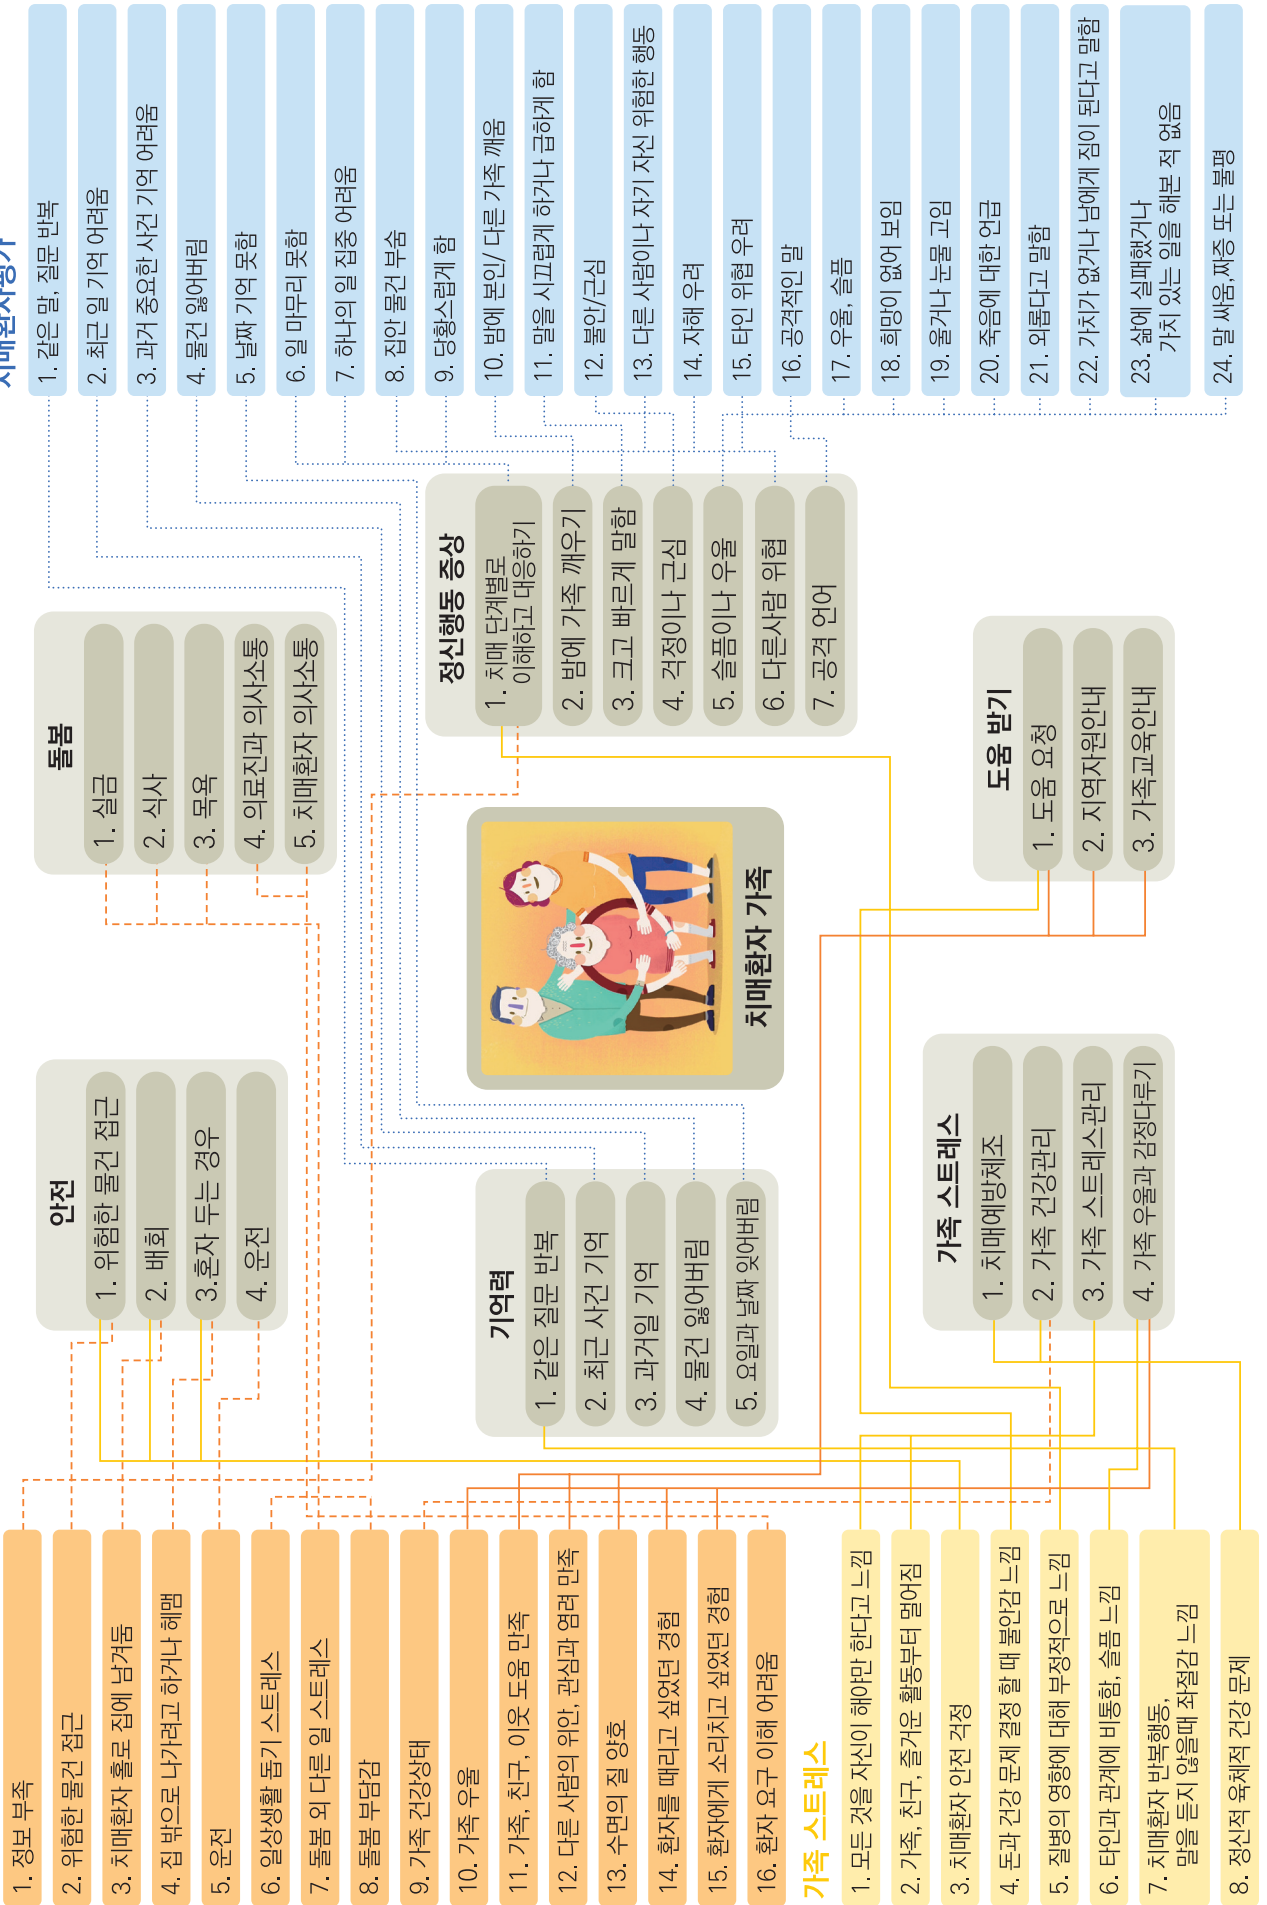 치매환자평가
1. 같은 말, 질문 반복
2. 최근 일 기억 어려움
3. 과거 중요한 사건 기억 어려움
4. 물건 잃어버림
5. 날짜 기억 못함
6. 일 마무리 못함
7. 하나의 일 집중 어려움
8. 집안 물건 부숨
9. 당황스럽게 함
10. 밤에 본인/ 다른 가족 깨움
11. 말을 시끄럽게 하거나 급하게 함
12. 불안/근심
13. 다른 사람이나 자기 자신 위험한 행동
14. 자해 우려
15. 타인 위협 우려
16. 공격적인 말
17. 우울, 슬픔
18. 희망이 없어 보임
19. 울거나 눈물 고임
20. 죽음에 대한 언급
21. 외롭다고 말함
22. 가치가 없거나 남에게 짐이 된다고 말함
23. 삶에 실패했거나
가치 있는 일을 해본 적 없음
24. 말 싸움,짜증 또는 불평
돌봄
1. 실금
2. 식사
3. 목욕
4. 의료진과 의사소통
5. 치매환자 의사소통
정신행동 증상
1. 치매 단계별로
이해하고 대응하기
2. 밤에 가족 깨우기
3. 크고 빠르게 말함
4. 걱정이나 근심
5. 슬픔이나 우울
6. 다른사람 위협
7. 공격 언어
도움 받기
1. 도움 요청
2. 지역자원안내
3. 가족교육안내
치매환자 가족
안전
1. 위험한 물건 접근
2. 배회
3.혼자 두는 경우
4. 운전
기억력
1. 같은 질문 반복
2. 최근 사건 기억
3. 과거일 기억
4. 물건 잃어버림
5. 요일과 날짜 잊어버림
가족 스트레스
1. 치매예방체조
2. 가족 건강관리
3. 가족 스트레스관리
4. 가족 우울과 감정다루기
1. 정보 부족
2. 위험한 물건 접근
3. 치매환자 홀로 집에 남겨둠
4. 집 밖으로 나가려고 하거나 헤맴
5. 운전
6. 일상생활 돕기 스트레스
7. 돌봄 외 다른 일 스트레스
8. 돌봄 부담감
9. 가족 건강상태
10. 가족 우울
11. 가족, 친구, 이웃 도움 만족
12. 다른 사람의 위안, 관심과 염려 만족
13. 수면의 질 양호
14. 환자를 때리고 싶었던 경험
15. 환자에게 소리치고 싶었던 경험
16. 환자 요구 이해 어려움
가족 스트레스
1. 모든 것을 자신이 해야만 한다고 느낌
2. 가족, 친구, 즐거운 활동부터 멀어짐
3. 치매환자 안전 걱정
4. 돈과 건강 문제 결정 할 때 불안감 느낌
5. 질병의 영향에 대해 부정적으로 느낌
6. 타인과 관계에 비통함, 슬픔 느낌
7. 치매환자 반복행동,
말을 듣지 않을때 좌절감 느낌
8. 정신적 육체적 건강 문제